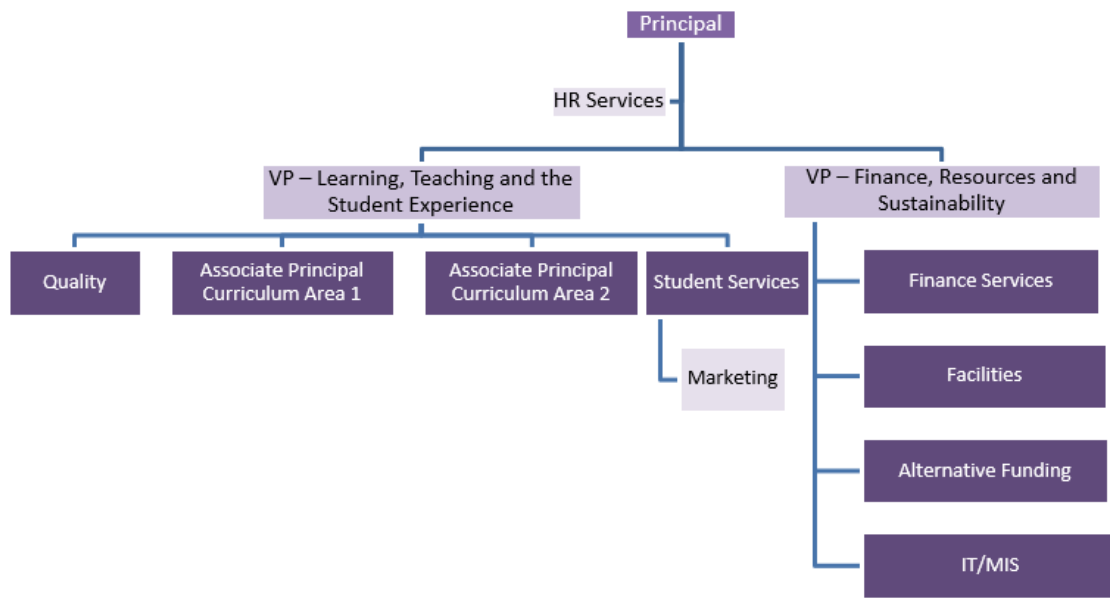 Principal
HR Services
VP – Learning, Teaching and the
Student Experience
VP – Finance, Resources and
Sustainability
Quality
Associate Principal
Curriculum Area 1
Associate Principal
Curriculum Area 2
Student Services
Marketing
Finance Services
Facilities
Alternative Funding
IT/MIS